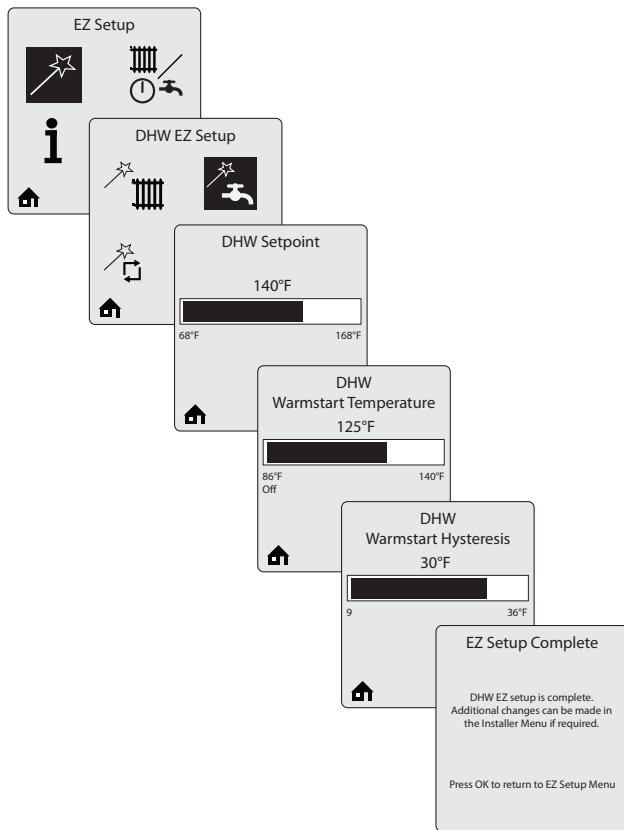 EZ Setup
DHW EZ Setup
DHW Setpoint
140°F
68°F 168°F
DHW
Warmstart Temperature
125°F
86°F 140°F
Off
DHW
Warmstart Hysteresis
30°F
9 36°F
EZ Setup Complete
DHW EZ setup is complete.
Additional changes can be made in
the Installer Menu if required.
Press OK to return to EZ Setup Menu